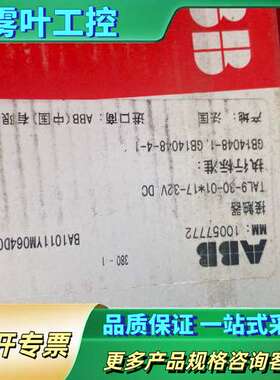 雾叶工控
ABB
ABB
MM: 10057772
接触器
TAL9-30-01*17-32V DC
执行标准:
GB14048-1, GB14048-4-1
产地: 法国
进口商: ABB(中国)有限
380 - 1
BA1011YM064D0
开专票
品质保证 一站式采
更多产品规格咨询客